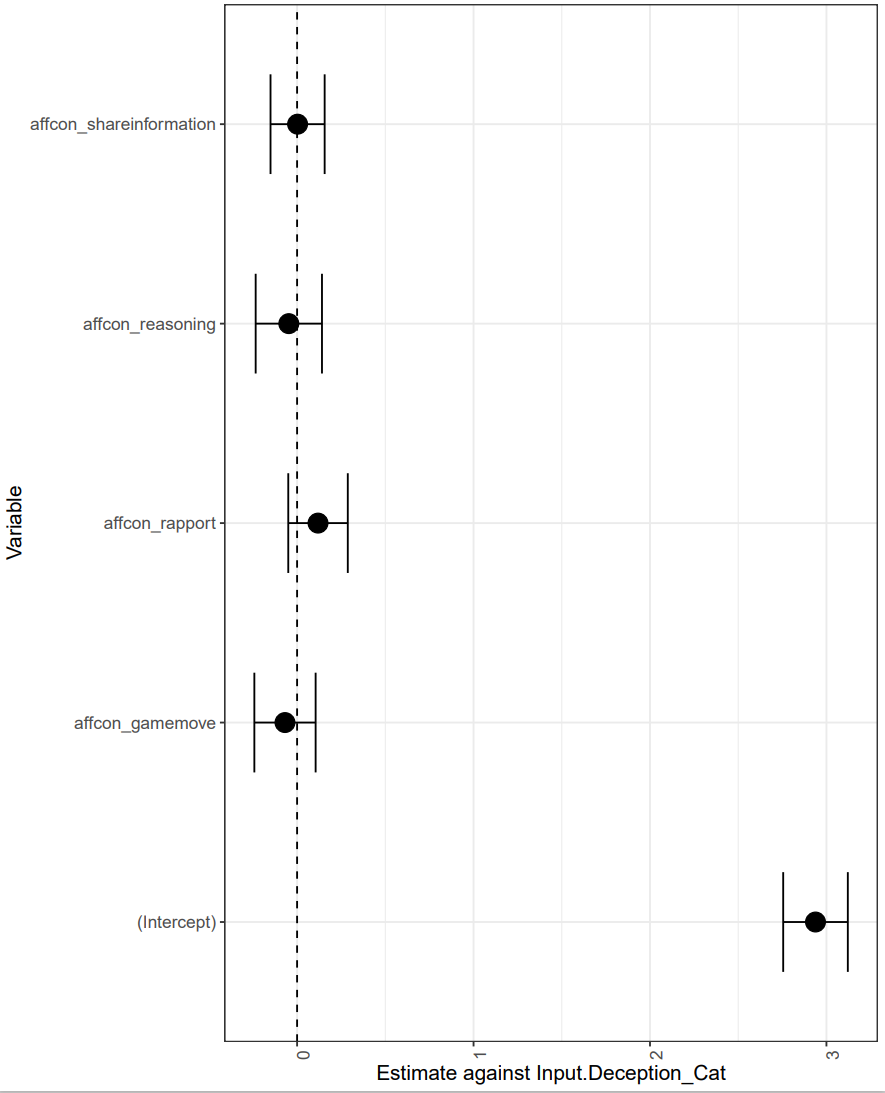 affcon_shareinformation
affcon_reasoning
affcon_rapport
affcon_gamemove
(Intercept)
Variable
0
1
2
3
Estimate against Input.Deception_Cat